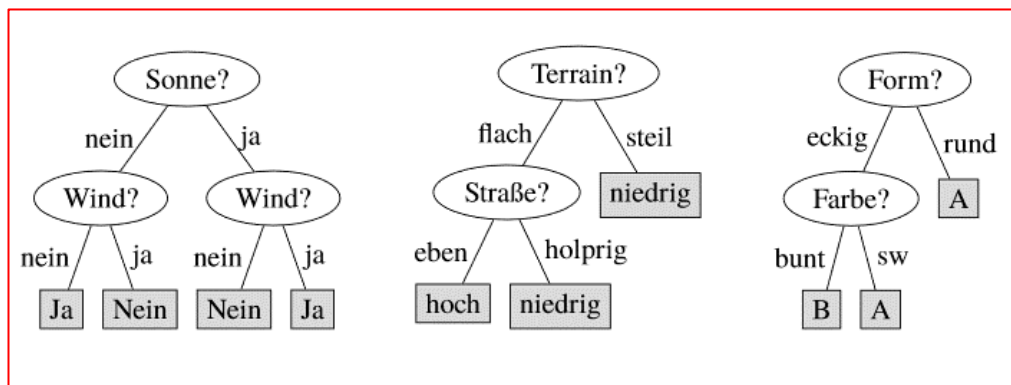 Sonne?
nein ja
Wind? Wind?
nein ja nein ja
Ja Nein Nein Ja
Terrain?
flach steil
Straße? niedrig
eben holprig
hoch niedrig
Form?
eckig rund
Farbe? A
bunt sw
B A